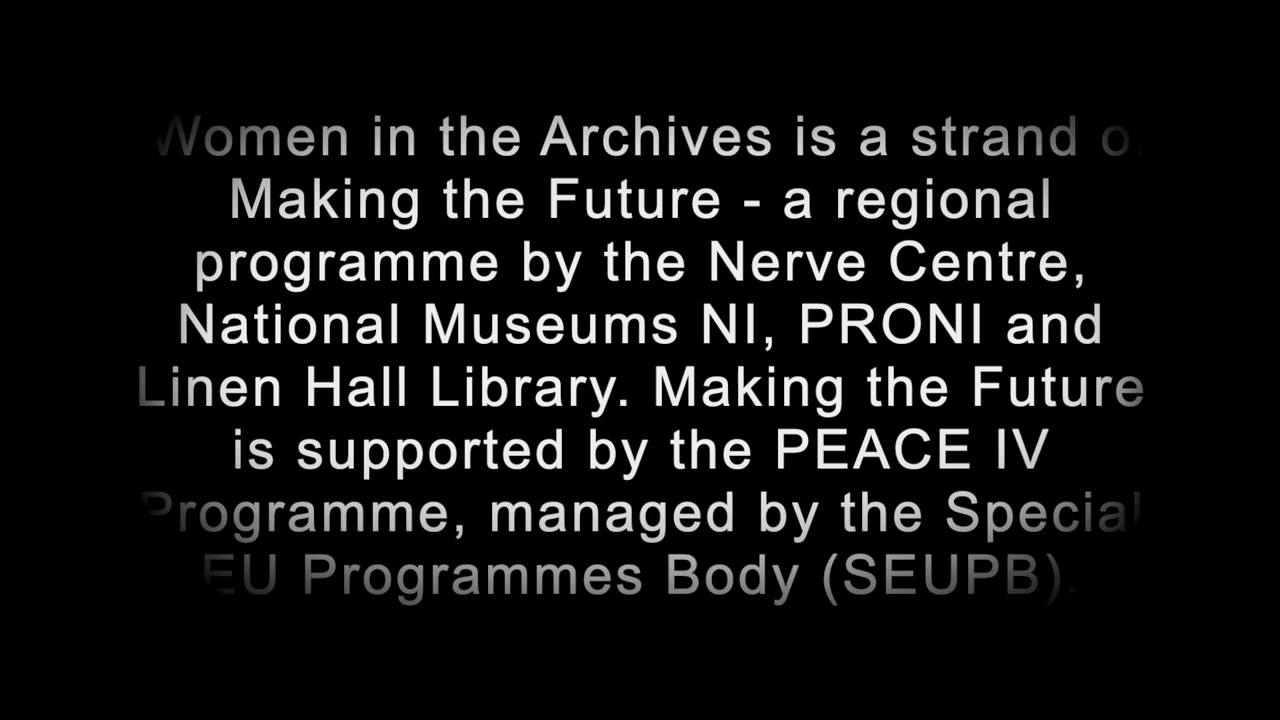 Women in the Archives is a strand of
Making the Future - a regional
programme by the Nerve Centre,
National Museums NI, PRONI and
Linen Hall Library. Making the Future
is supported by the PEACE IV
Programme, managed by the Special
EU Programmes Body (SEUPB).